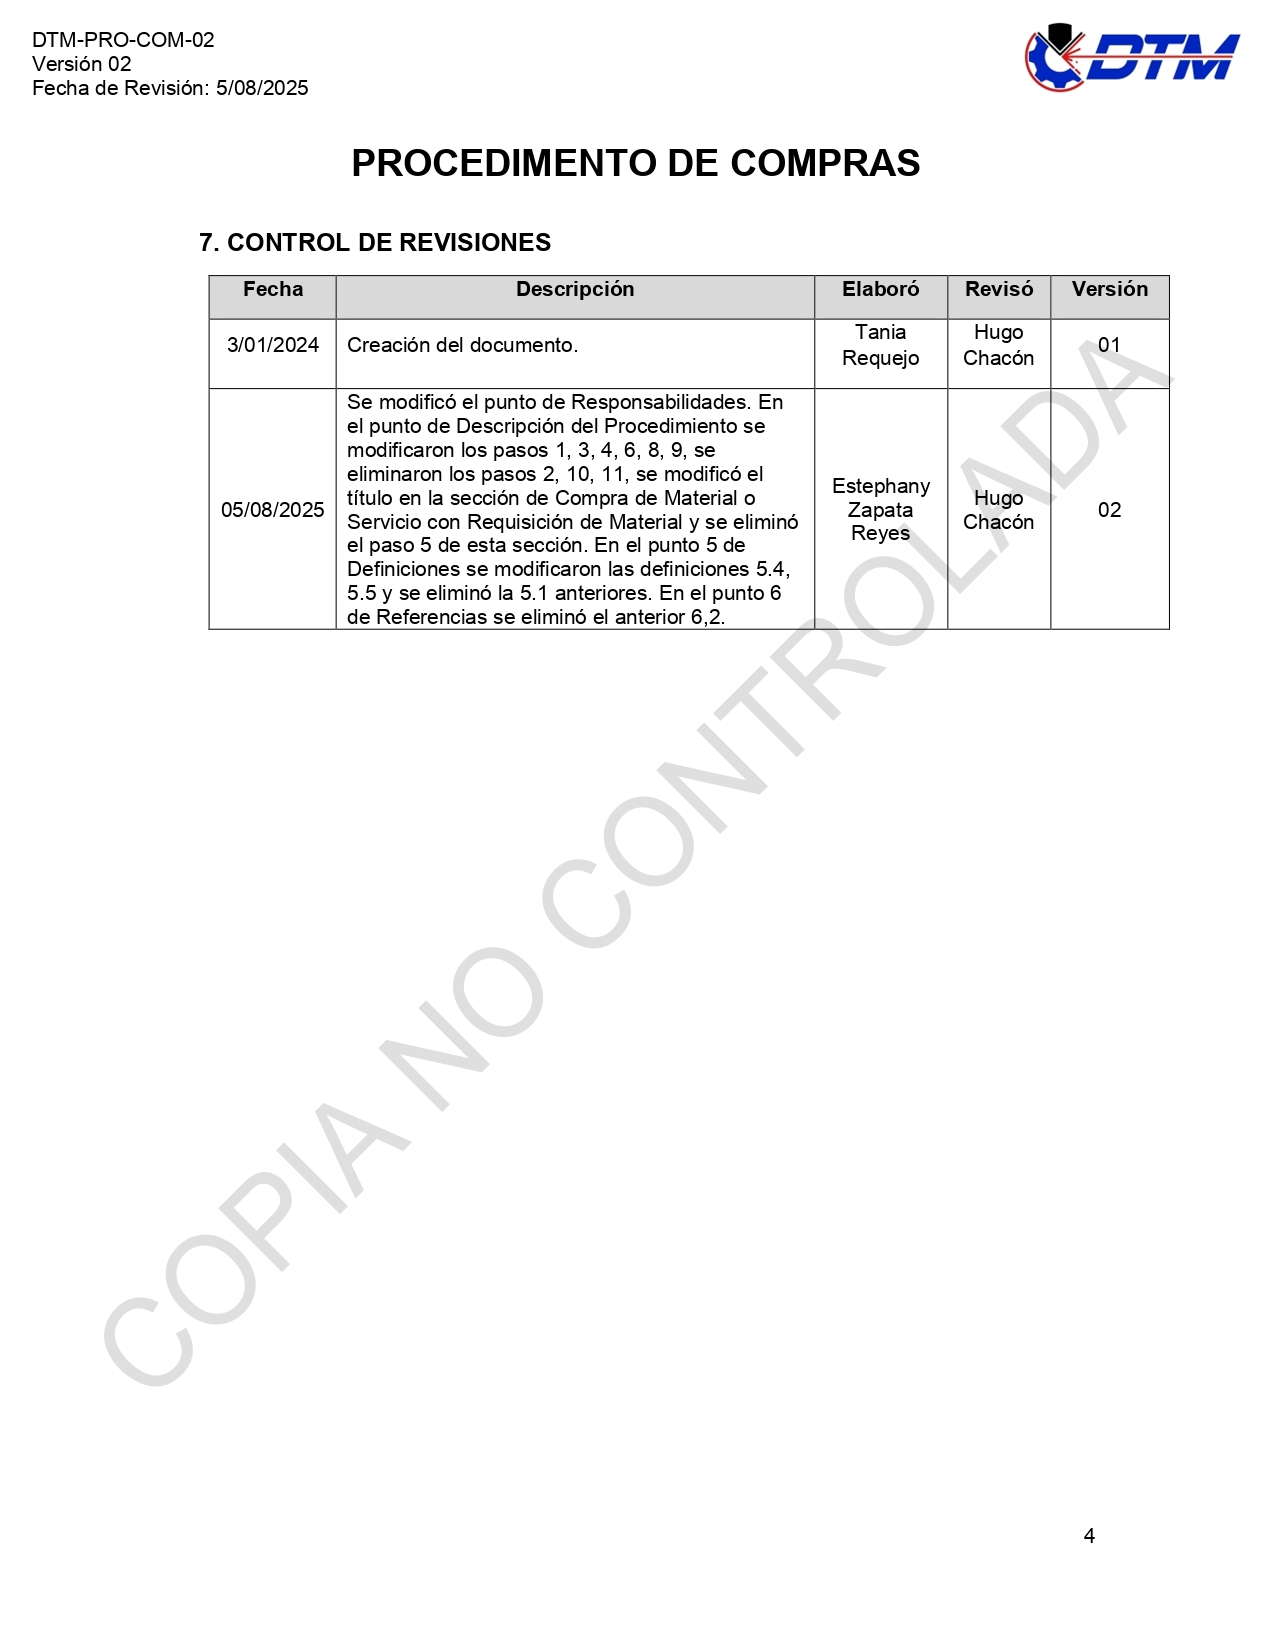 DTM-PRO-COM-02
Versión 02
Fecha de Revisión: 5/08/2025
DTM
PROCEDIMENTO DE COMPRAS
7. CONTROL DE REVISIONES
Fecha Descripción Elaboró Revisó Versión
3/01/2024 Creación del documento. Tania Requejo Hugo Chacón 01
05/08/2025
Se modificó el punto de Responsabilidades. En
el punto de Descripción del Procedimiento se
modificaron los pasos 1, 3, 4, 6, 8, 9, se
eliminaron los pasos 2, 10, 11, se modificó el
título en la sección de Compra de Material o
Servicio con Requisición de Material y se eliminó
el paso 5 de esta sección. En el punto 5 de
Definiciones se modificaron las definiciones 5.4,
5.5 y se eliminó la 5.1 anteriores. En el punto 6
de Referencias se eliminó el anterior 6,2.
Estephany
Zapata
Reyes
Hugo
Chacón
02
COPIA NO CONTROLADA
4